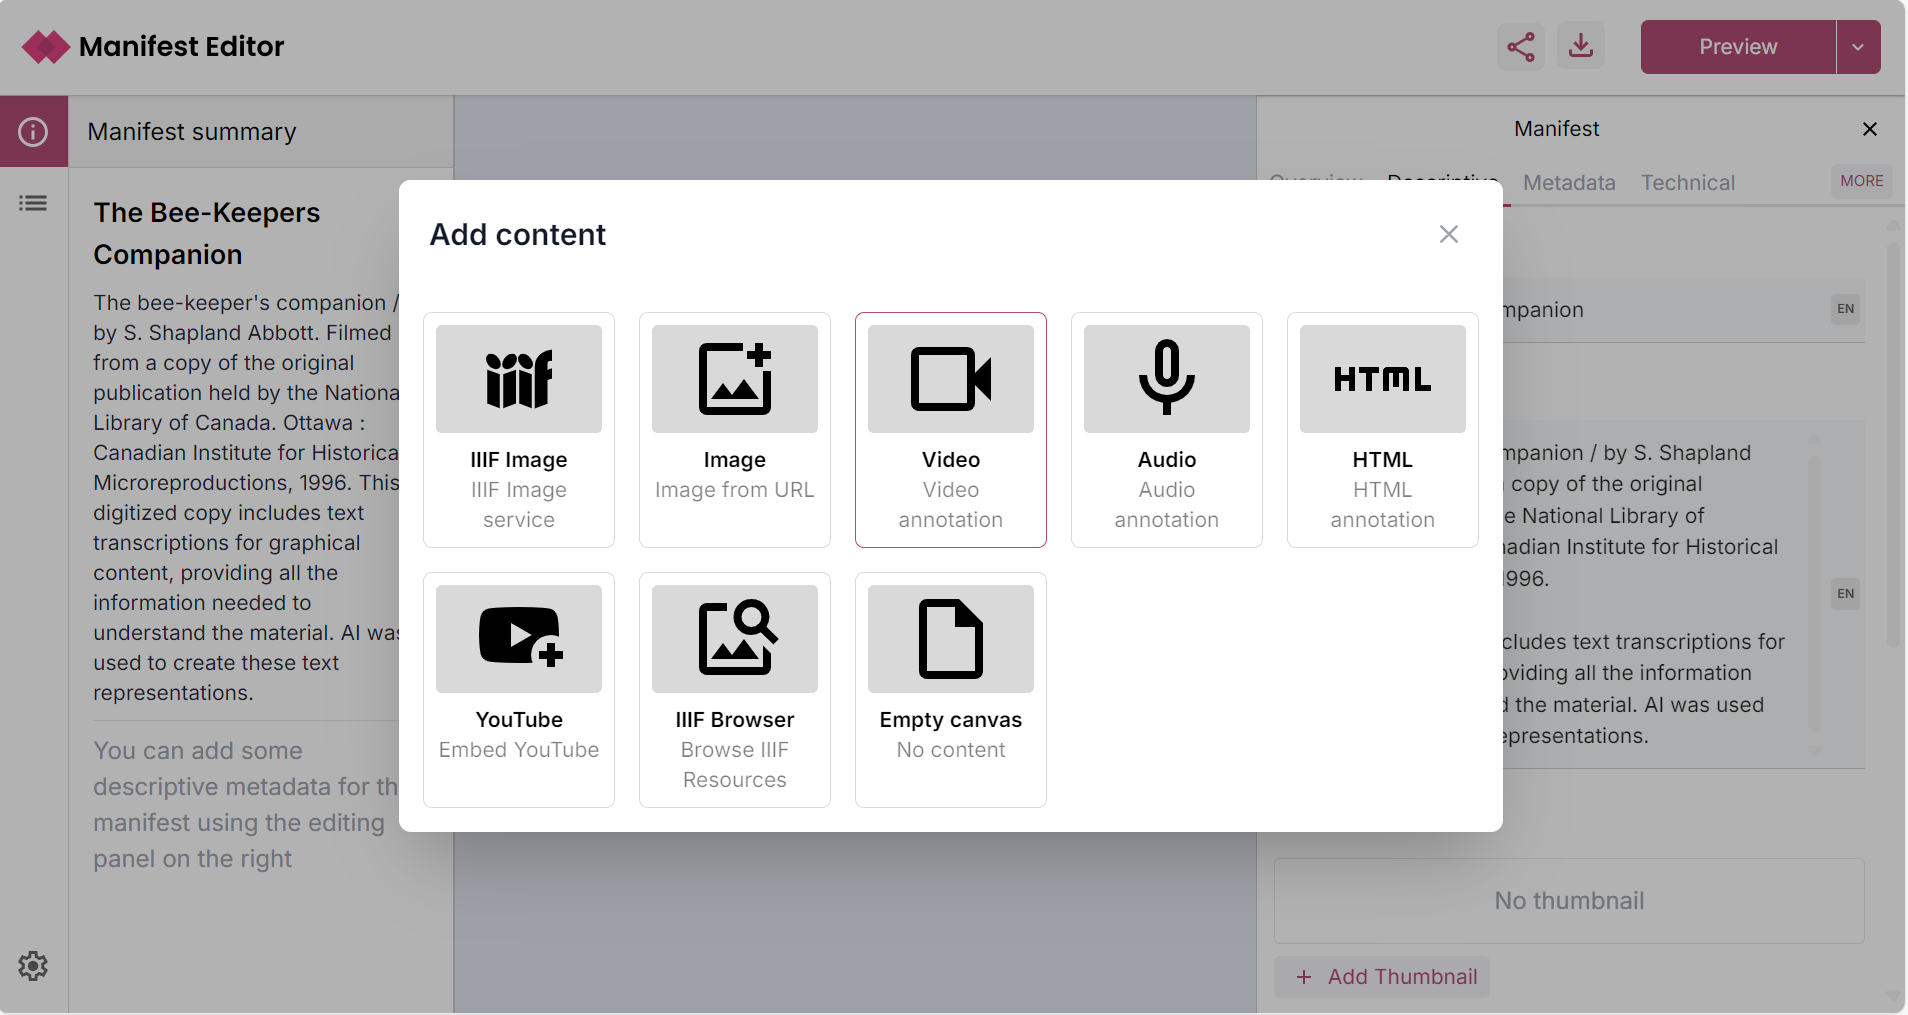 Manifest Editor
Preview
Manifest summary
The Bee-Keepers
Companion
The bee-keeper's companion /
by S. Shapland Abbott. Filmed
from a copy of the original
publication held by the Nationa
Library of Canada. Ottawa :
Canadian Institute for Historica
Microreproductions, 1996. This
digitized copy includes text
transcriptions for graphical
content, providing all the
information needed to
understand the material. AI was
used to create these text
representations.
You can add some
descriptive metadata for th
manifest using the editing
panel on the right
Add content
iiif
IIIF Image
IIIF Image
service
Image
Image from URL
Video
Video
annotation
Audio
Audio
annotation
HTML
HTML
HTML
annotation
YouTube
Embed YouTube
IIIF Browser
Browse IIIF
Resources
Empty canvas
No content
Manifest
Overview Descriptive Metadata Technical MORE
mpanion
EN
mpanion / by S. Shapland
copy of the original
e National Library of
adian Institute for Historical
996.
EN
cludes text transcriptions for
oviding all the information
d the material. AI was used
epresentations.
No thumbnail
+ Add Thumbnail